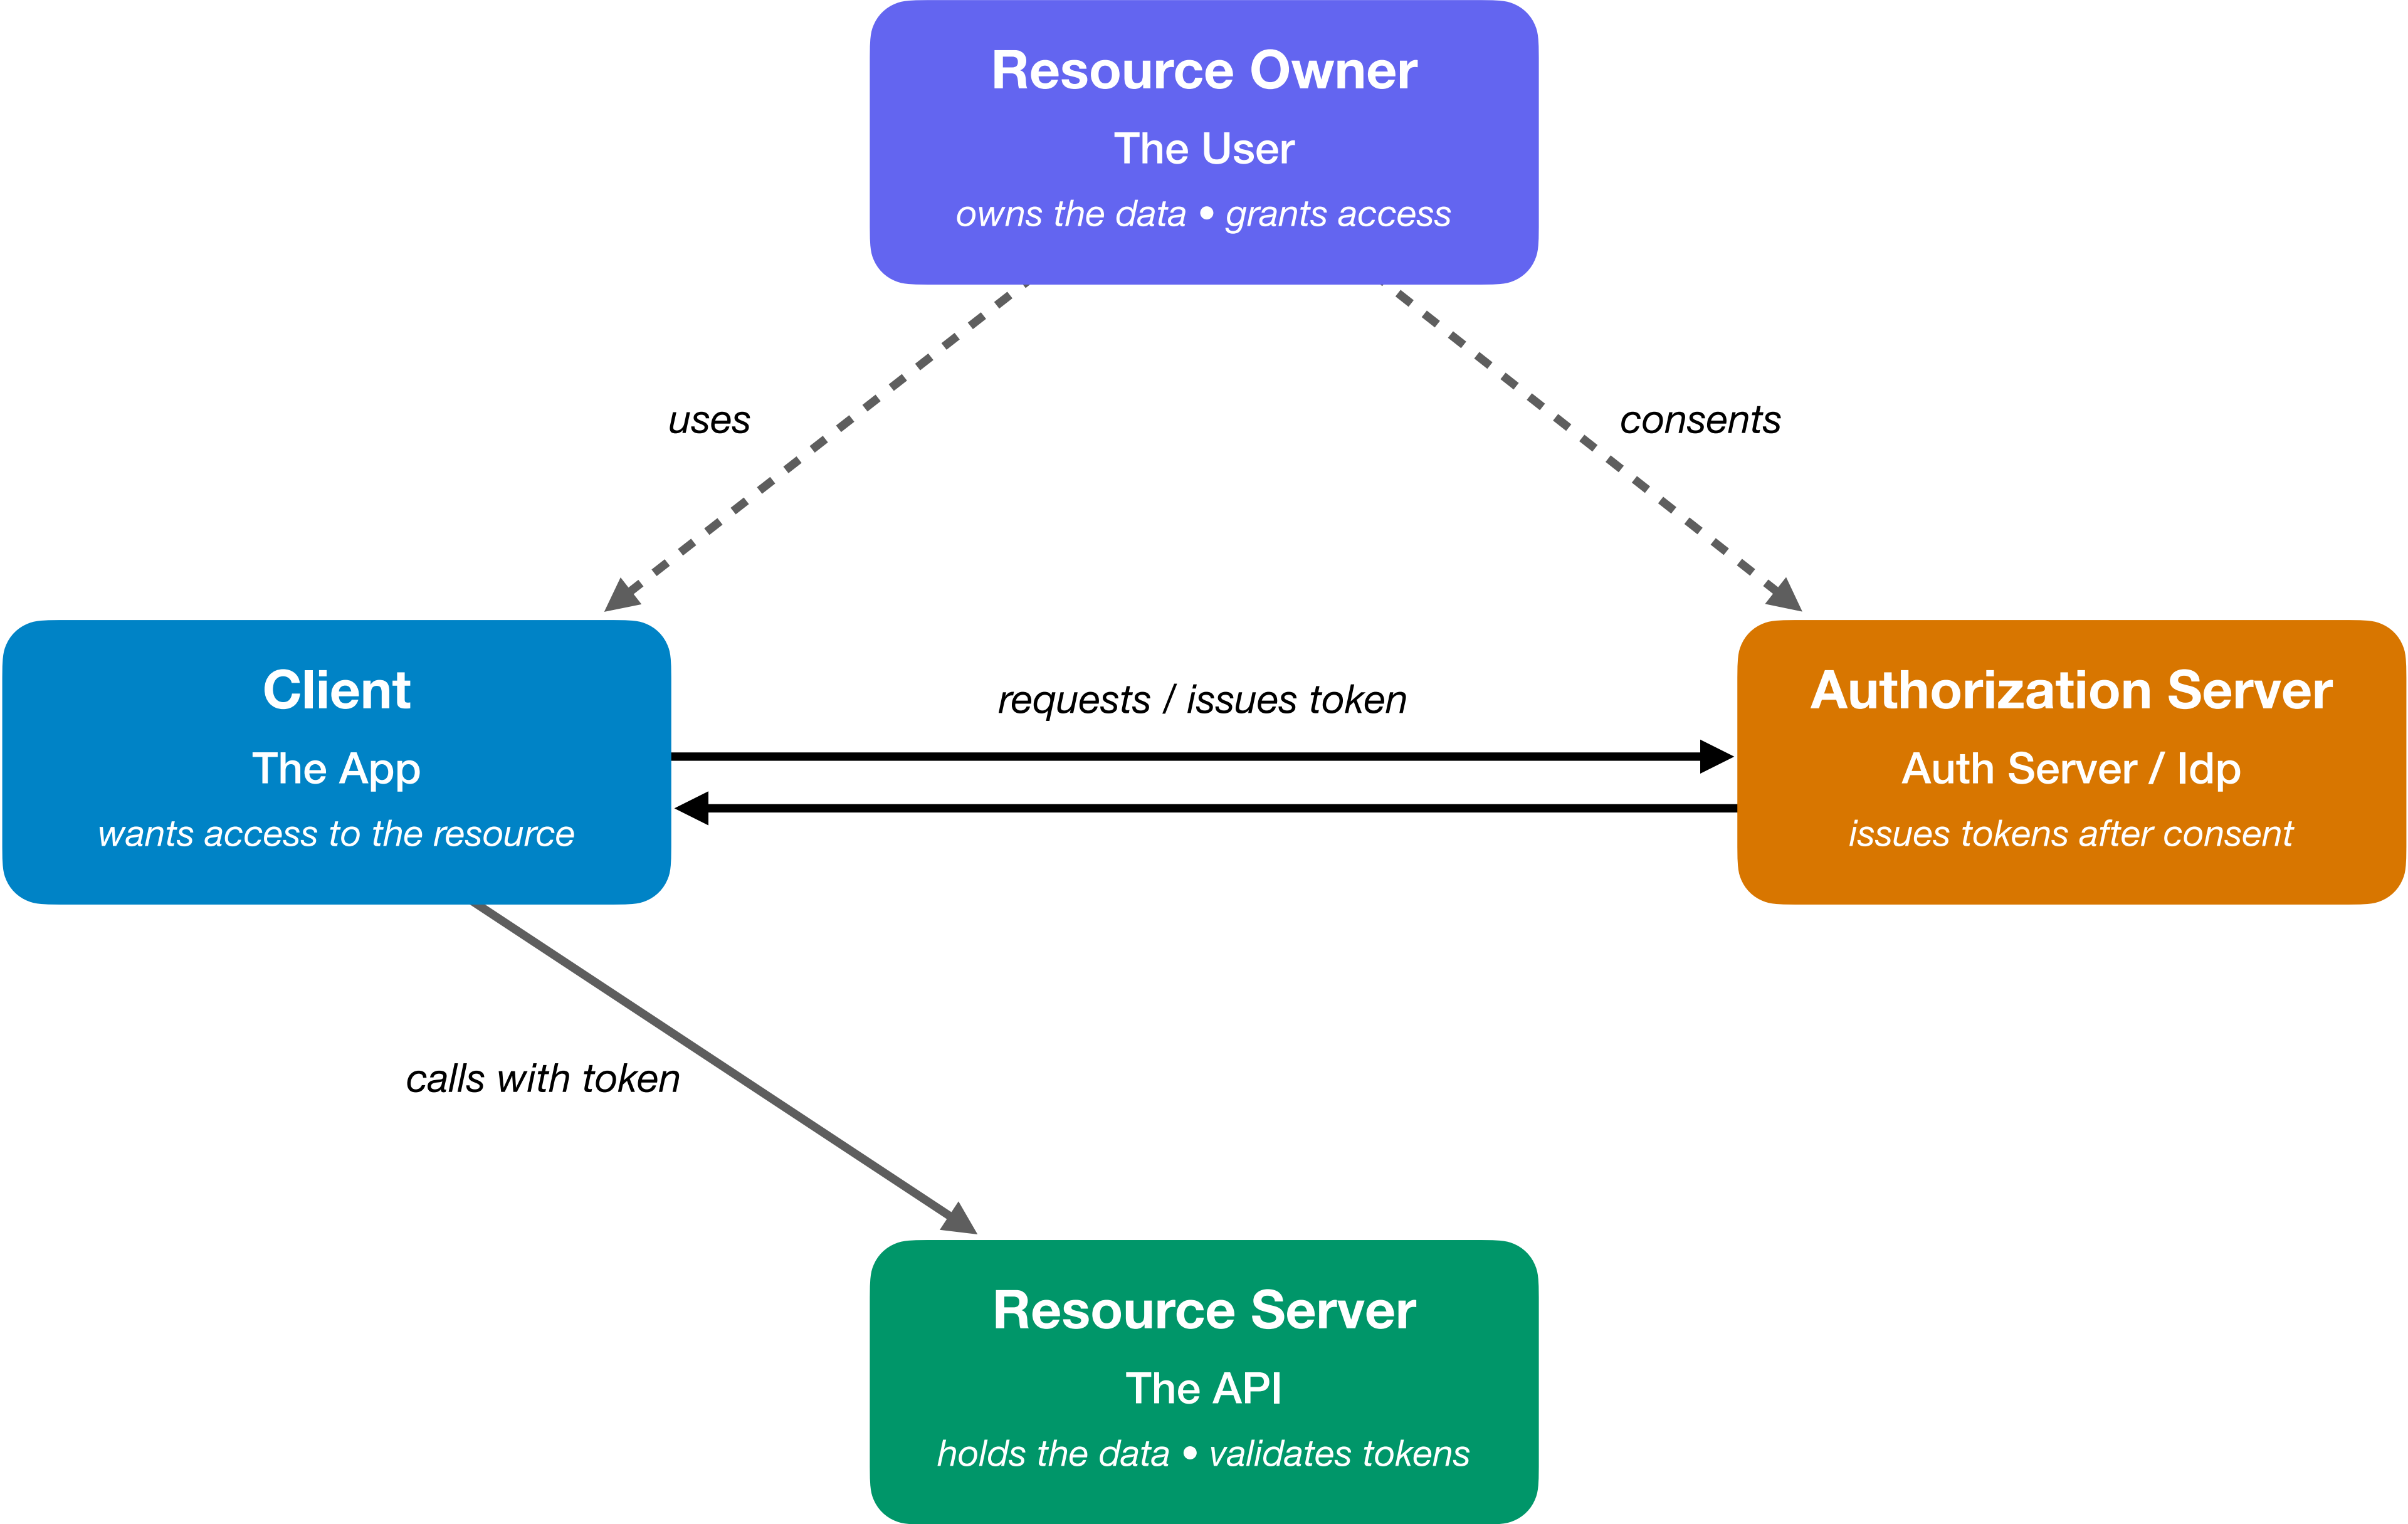 Resource Owner
The User
owns the data • grants access
uses
consents
Client
The App
wants access to the resource
requests / issues token
Authorization Server
Auth Server / Idp
issues tokens after consent
calls with token
Resource Server
The API
holds the data • validates tokens